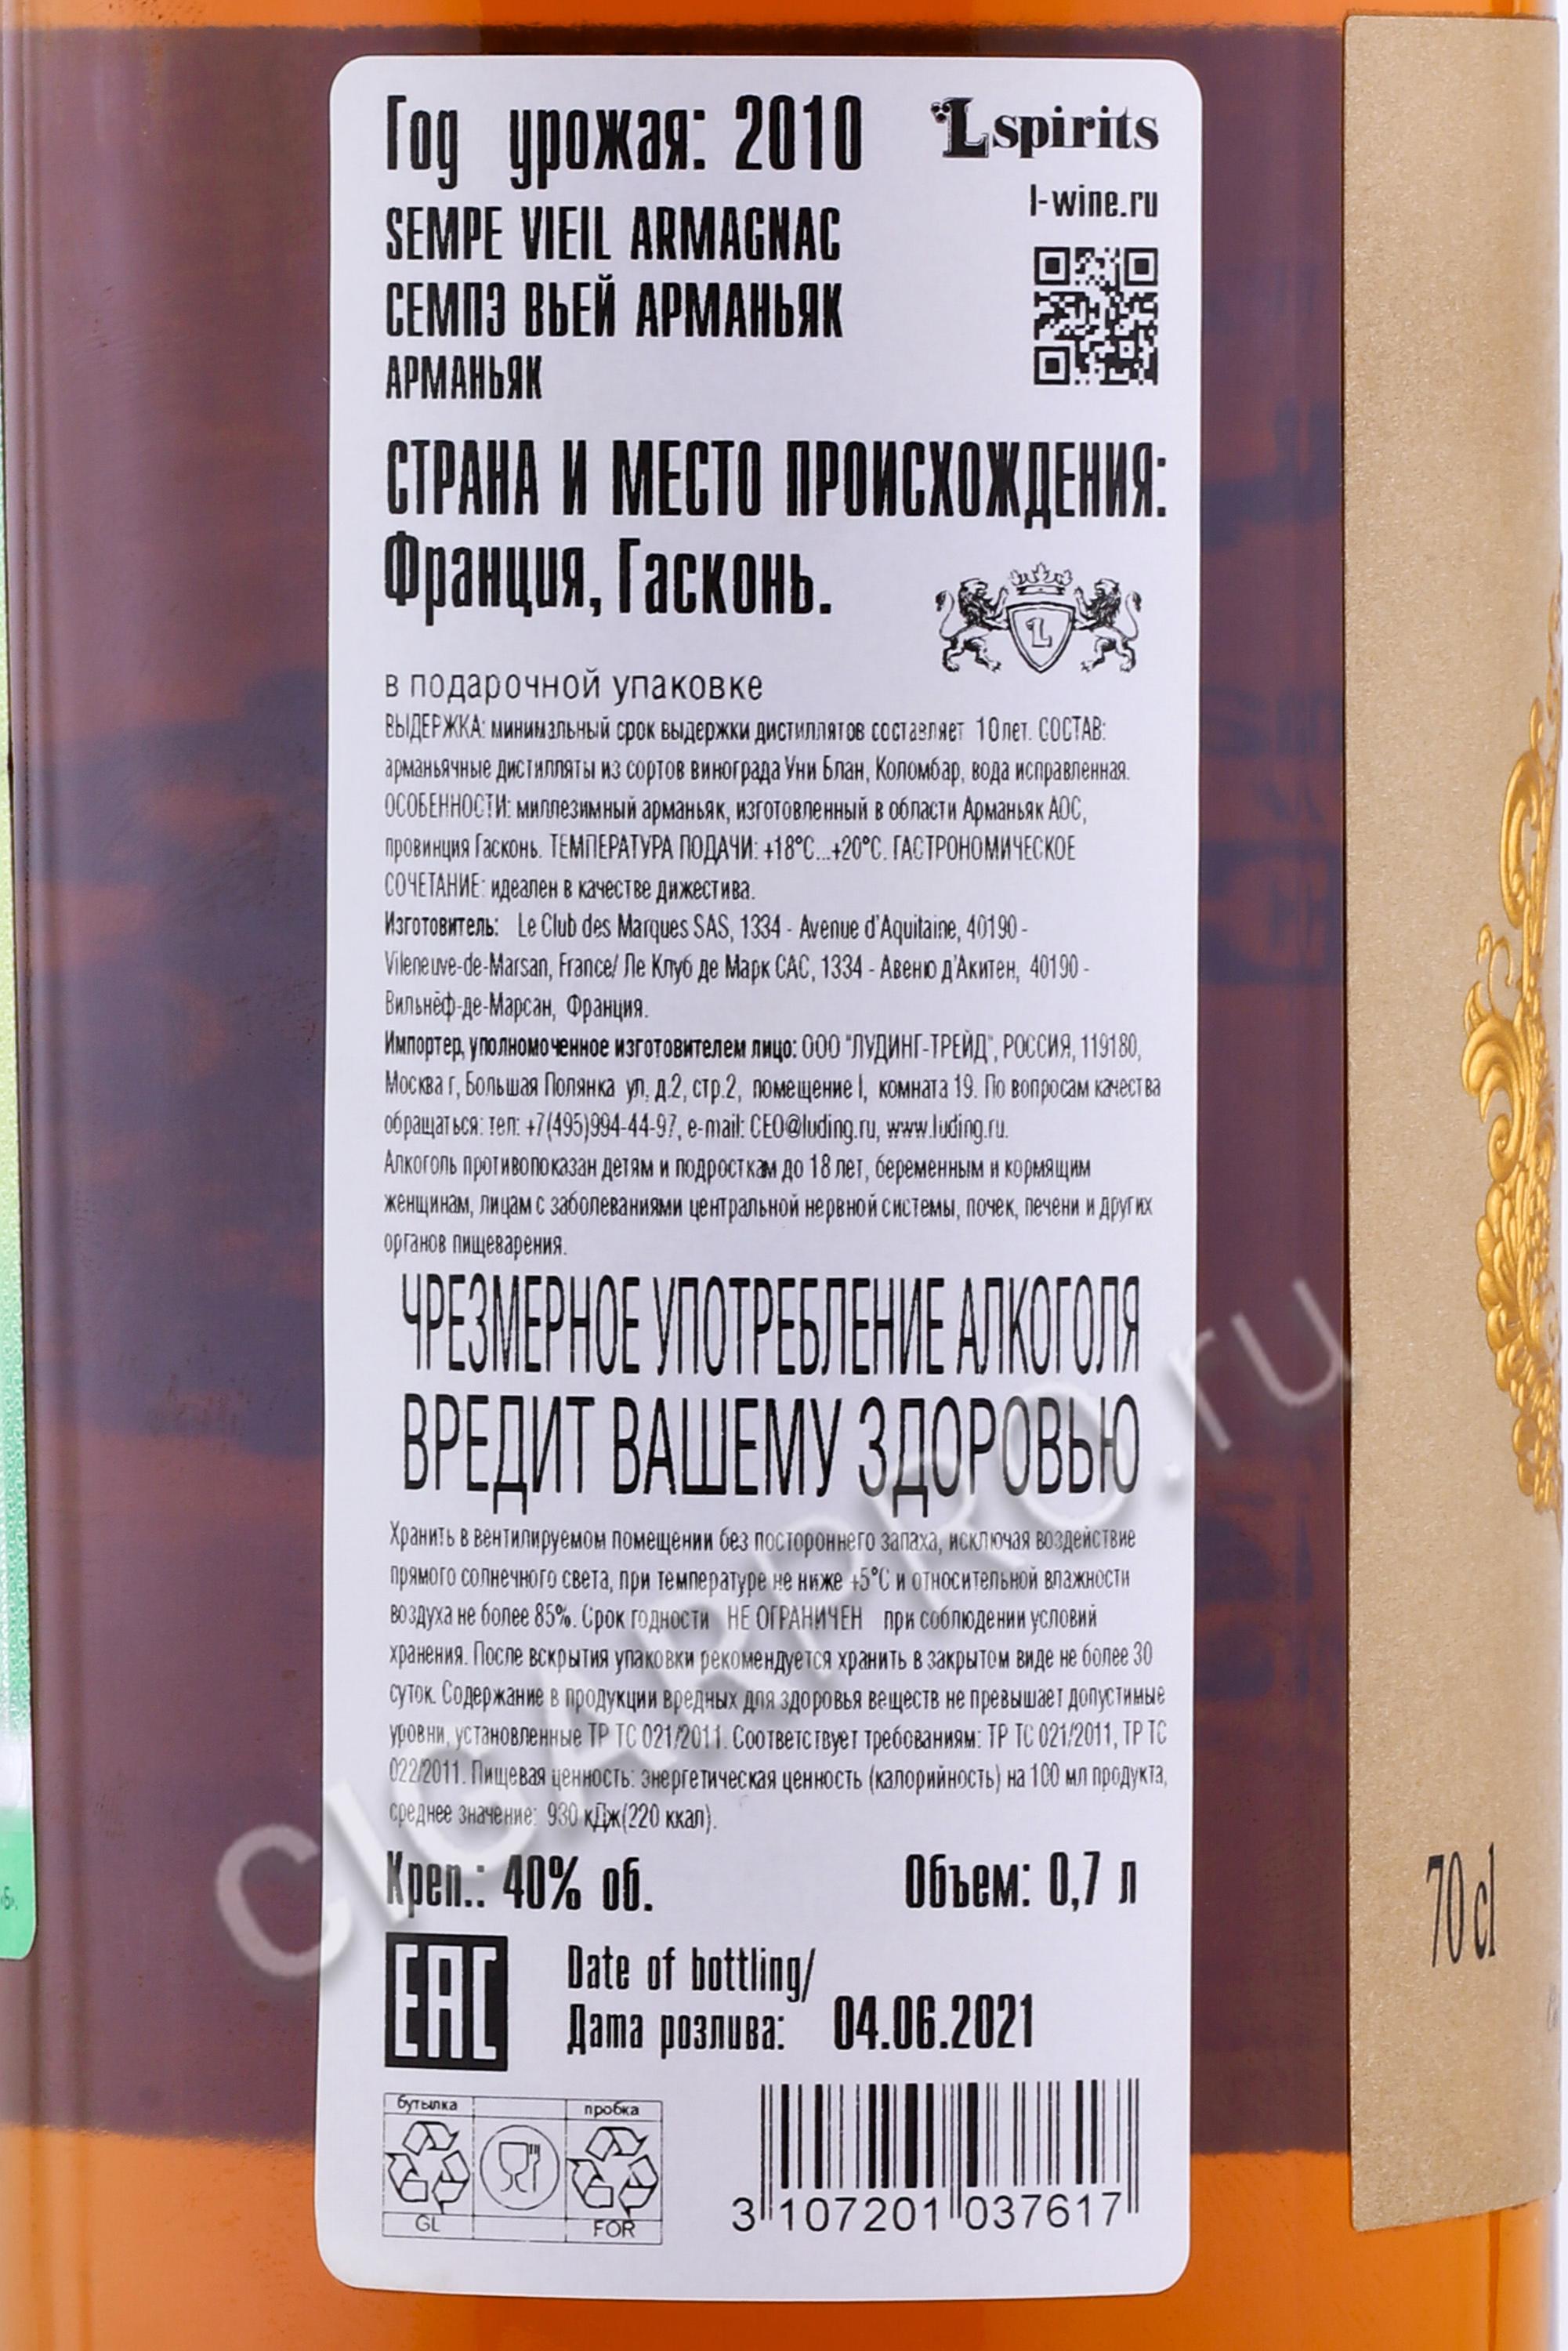 Год урожая: 2010
Lspirits
l-wine.ru
SEMPE VIEIL ARMAGNAC
СЕМПЭ ВЬЕЙ АРМАНЬЯК
АРМАНЬЯК
СТРАНА И МЕСТО ПРОИСХОЖДЕНИЯ:
Франция, Гасконь.
L
в подарочной упаковке
ВЫДЕРЖКА: минимальный срок выдержки дистиллятов составляет 10 лет. СОСТАВ:
арманьячные дистилляты из сортов винограда Уни Блан, Коломбар, вода исправленная.
ОСОБЕННОСТИ: миллезимный арманьяк, изготовленный в области Арманьяк АОС,
провинция Гасконь. ТЕМПЕРАТУРА ПОДАЧИ: +18°С...+20°С. ГАСТРОНОМИЧЕСКОЕ
СОЧЕТАНИЕ: идеален в качестве дижестива.
Изготовитель: Le Club des Marques SAS, 1334 - Avenue d'Aquitaine, 40190 -
Vileneuve-de-Marsan, France/ Ле Клуб де Марк САС, 1334 - Авеню д'Акитен, 40190 -
Вильнёф-де-Марсан, Франция.
Импортер, уполномоченное изготовителем лицо: ООО "ЛУДИНГ-ТРЕЙД", РОССИЯ, 119180,
Москва г, Большая Полянка ул, д.2, стр.2, помещение I, комната 19. По вопросам качества
обращаться: тел: +7(495)994-44-97, e-mail: CEO@luding.ru, www.luding.ru.
Алкоголь противопоказан детям и подросткам до 18 лет, беременным и кормящим
женщинам, лицам с заболеваниями центральной нервной системы, почек, печени и других
органов пищеварения.
ЧРЕЗМЕРНОЕ УПОТРЕБЛЕНИЕ АЛКОГОЛЯ
ВРЕДИТ ВАШЕМУ ЗДОРОВЬЮ
Хранить в вентилируемом помещении без постороннего запаха, исключая воздействие
прямого солнечного света, при температуре не ниже +5°С и относительной влажности
воздуха не более 85%. Срок годности НЕ ОГРАНИЧЕН при соблюдении условий
хранения. После вскрытия упаковки рекомендуется хранить в закрытом виде не более 30
суток. Содержание в продукции вредных для здоровья веществ не превышает допустимые
уровни, установленные ТР ТС 021/2011. Соответствует требованиям: ТР ТС 021/2011, ТР ТС
022/2011. Пищевая ценность: энергетическая ценность (калорийность) на 100 мл продукта,
среднее значение: 930 кДж(220 ккал).
Креп.: 40% об.
Объем: 0,7 л
EAC
Date of bottling/
Дата розлива: 04.06.2021
бутылка
пробка
GL
FOR
3 107201 037617
70 cl
CIGARPRO.ru